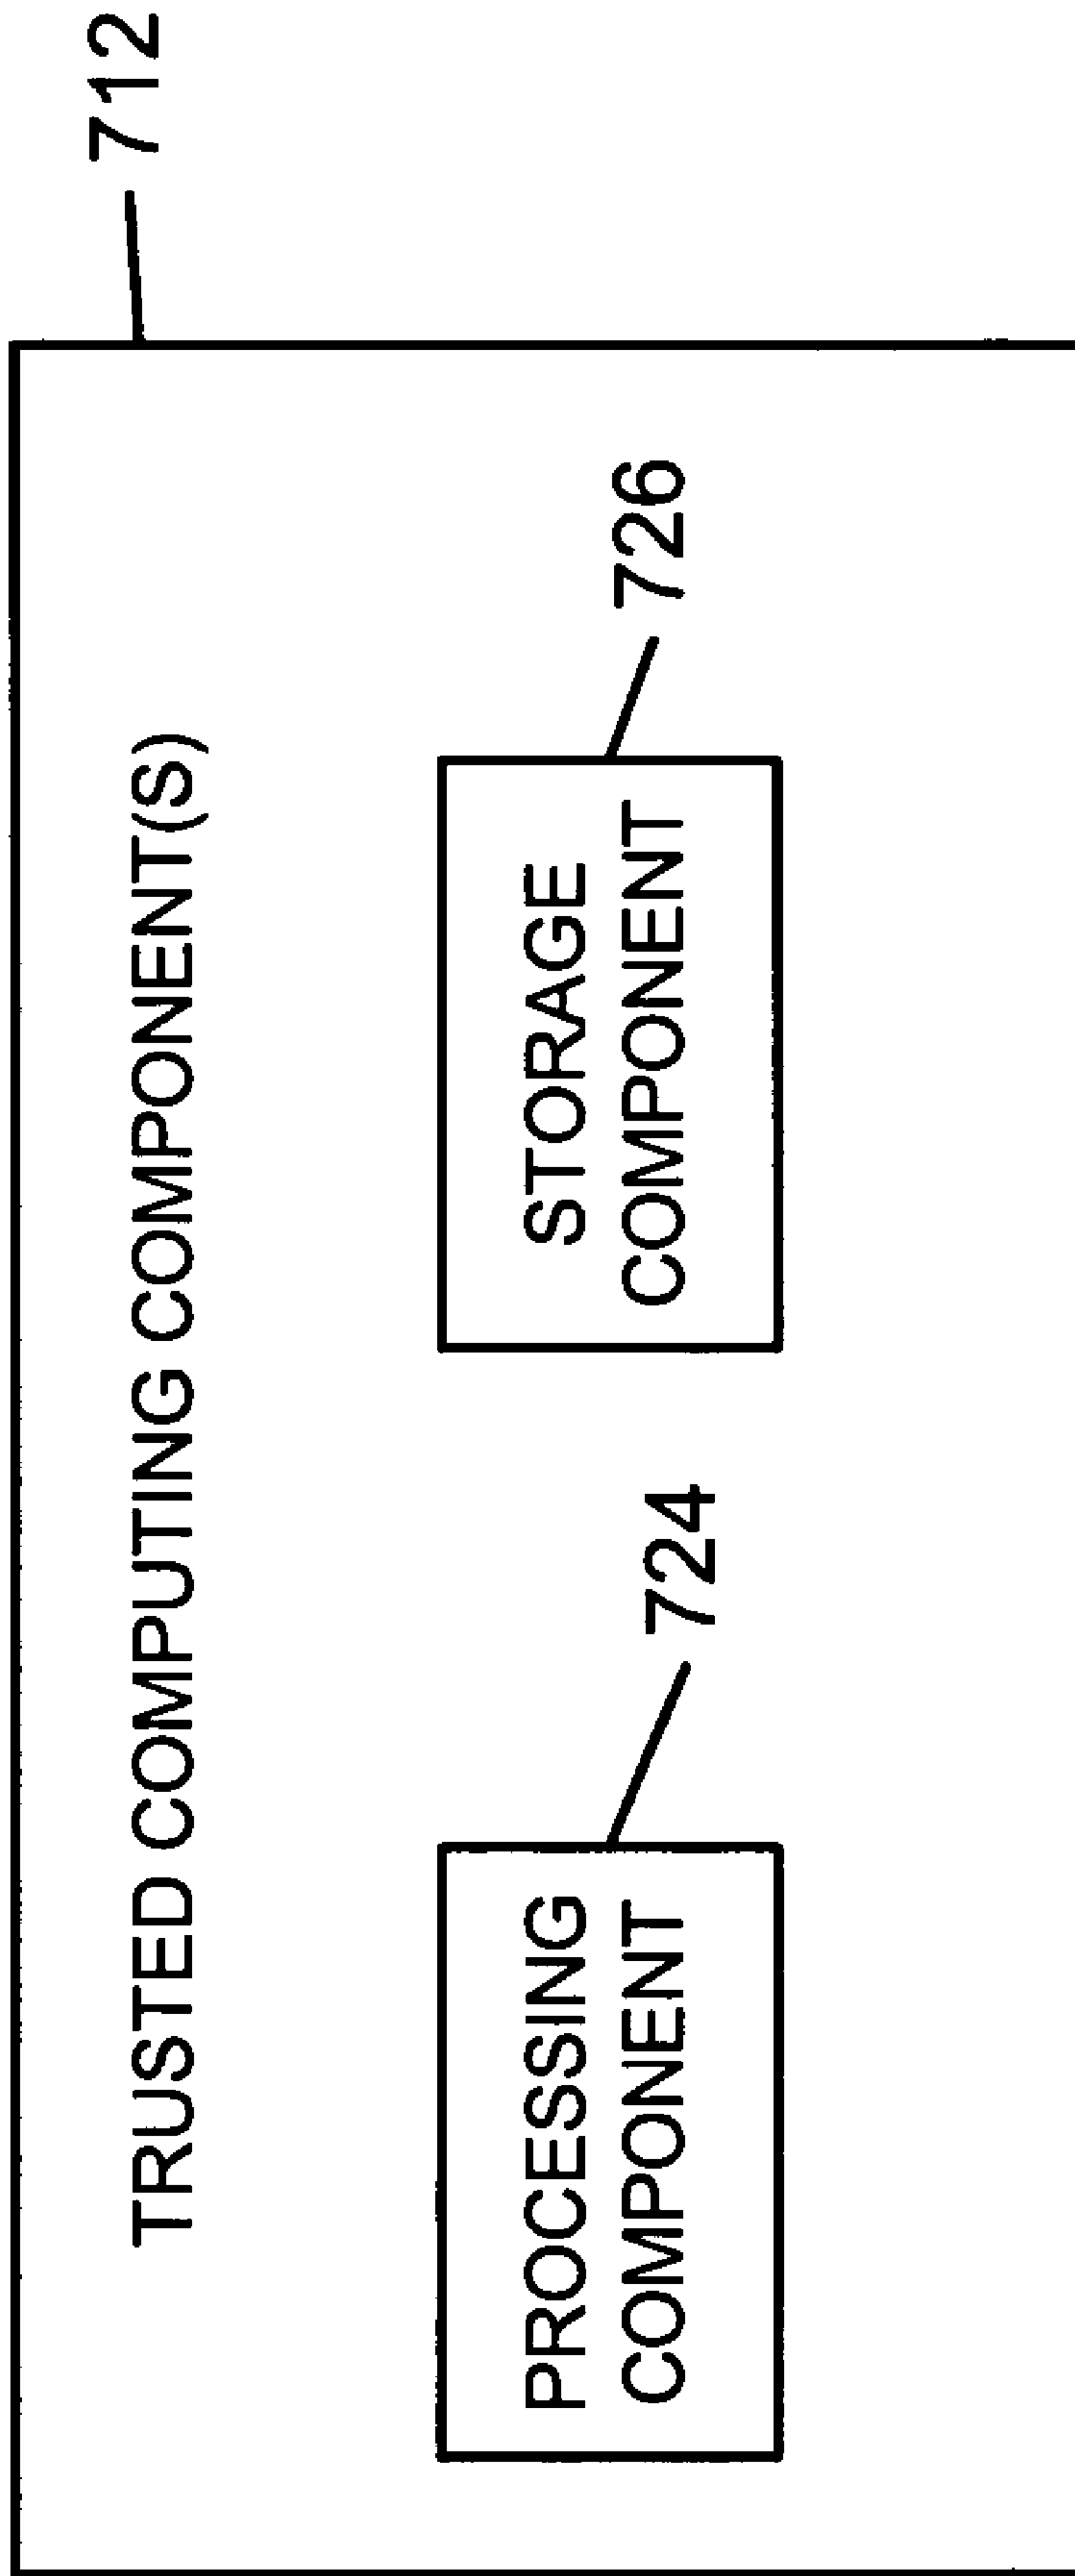 712
TRUSTED COMPUTING COMPONENT(S)
PROCESSING
COMPONENT
724
STORAGE
COMPONENT
726